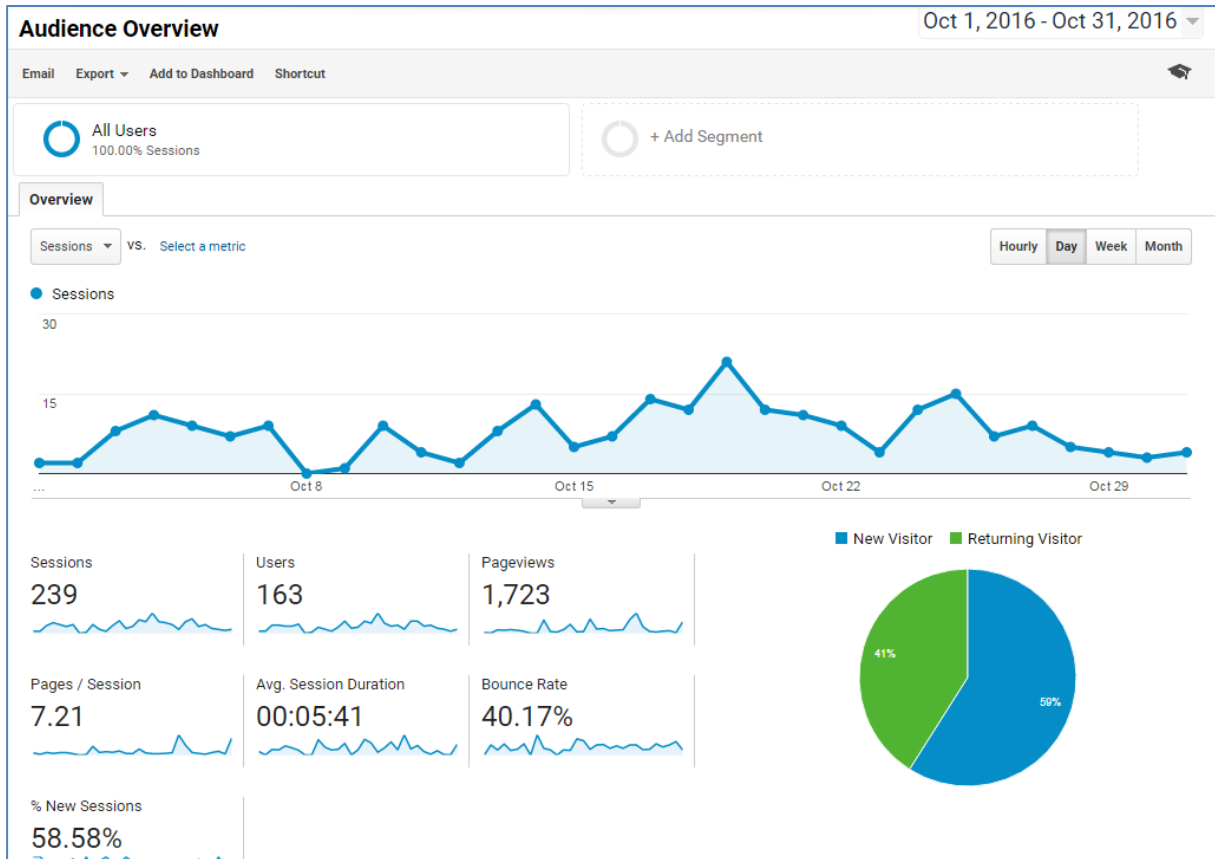 Audience Overview
Oct 1, 2016 - Oct 31, 2016
Email Export Add to Dashboard Shortcut
All Users
100.00% Sessions
+ Add Segment
Overview
Sessions VS. Select a metric
Hourly Day Week Month
Sessions
30
15
... Oct 8 Oct 15 Oct 22 Oct 29
New Visitor Returning Visitor
Sessions Users Pageviews
239 163 1,723
41%
59%
Pages / Session Avg. Session Duration Bounce Rate
7.21 00:05:41 40.17%
% New Sessions
58.58%